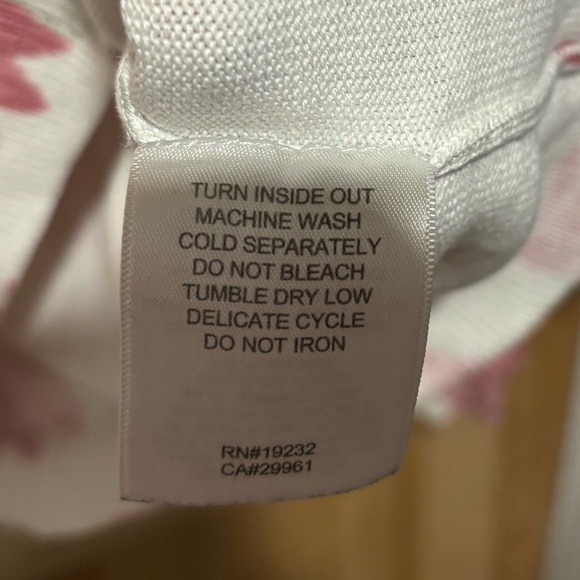 TURN INSIDE OUT
MACHINE WASH
COLD SEPARATELY
DO NOT BLEACH
TUMBLE DRY LOW
DELICATE CYCLE
DO NOT IRON
RN#19232
CA#29961